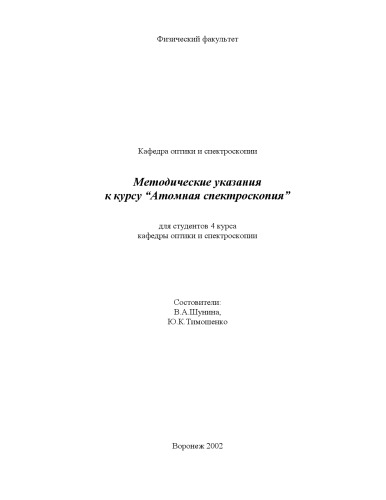 Физический факультет
Кафедра оптики и спектроскопии
Методические указания
к курсу “Атомная спектроскопия”
для студентов 4 курса
кафедры оптики и спектроскопии
Состовители:
В.А.Шунина,
Ю.К.Тимошенко
Воронеж 2002